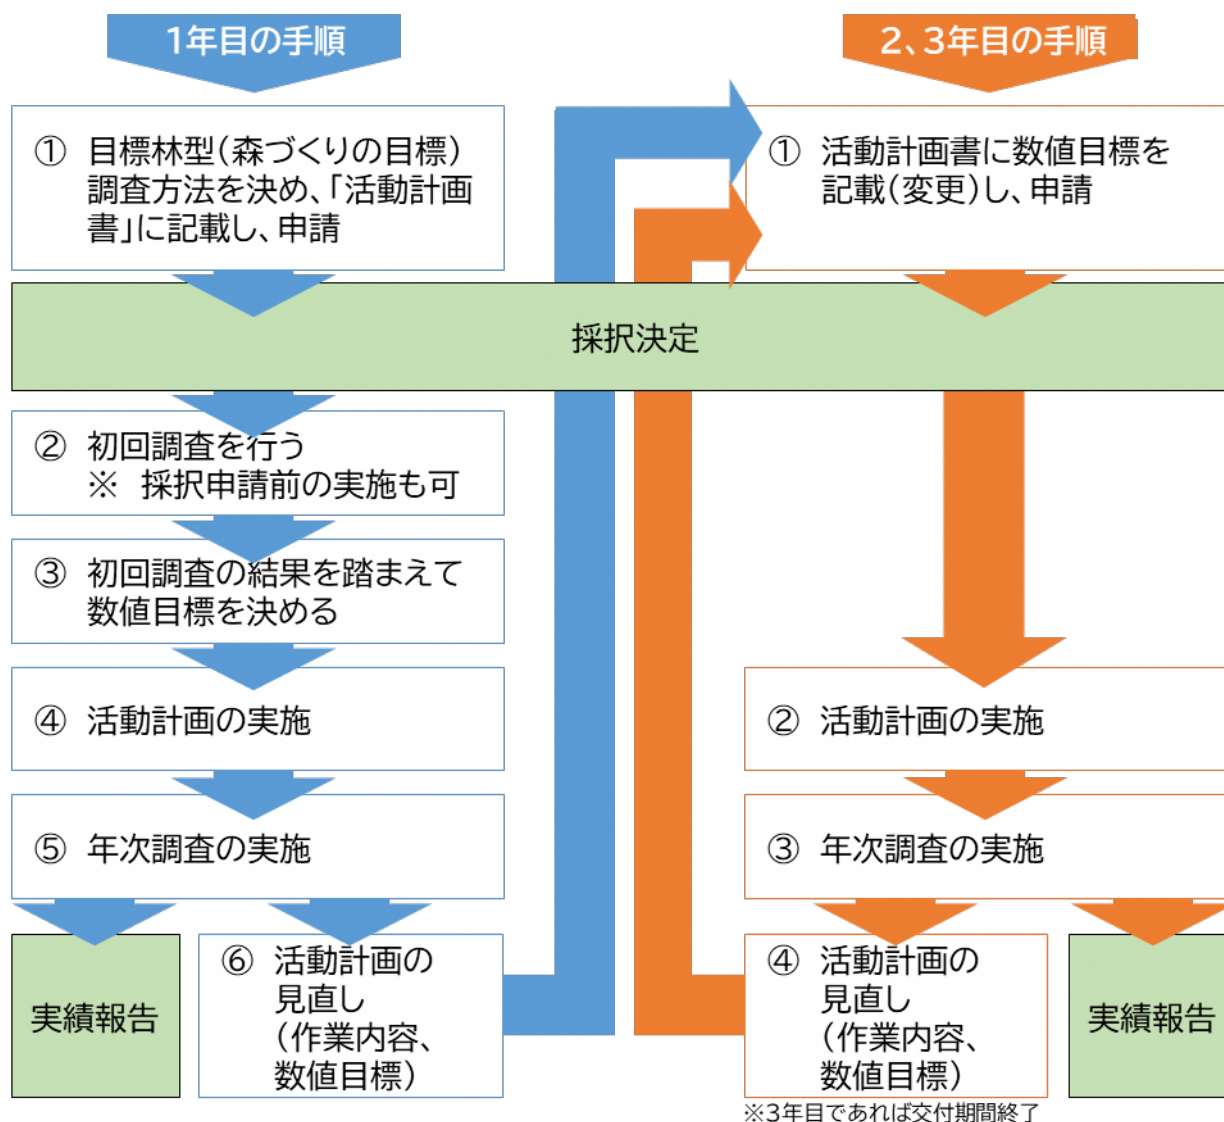 1年目の手順
① 目標林型(森づくりの目標)
調査方法を決め、「活動計画
書」に記載し、申請
2、3年目の手順
① 活動計画書に数値目標を
記載(変更)し、申請
採択決定
② 初回調査を行う
※ 採択申請前の実施も可
③ 初回調査の結果を踏まえて
数値目標を決める
④ 活動計画の実施
⑤ 年次調査の実施
実績報告
⑥ 活動計画の
見直し
(作業内容、
数値目標)
② 活動計画の実施
③ 年次調査の実施
④ 活動計画の
見直し
(作業内容、
数値目標)
※3年目であれば交付期間終了
実績報告